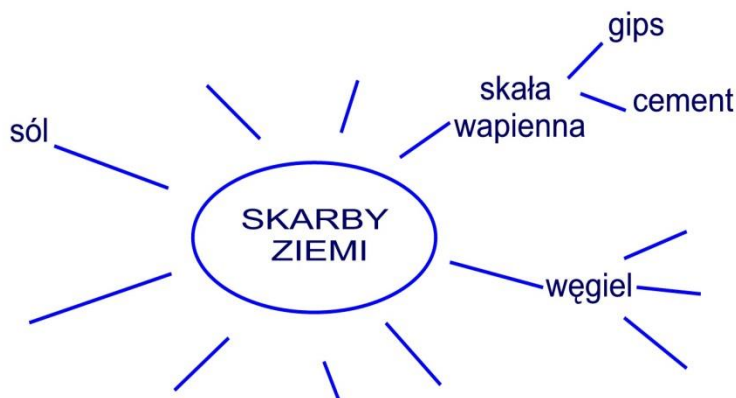 gips
skała
wapienna
cement
sól
SKARBY
ZIEMI
węgiel